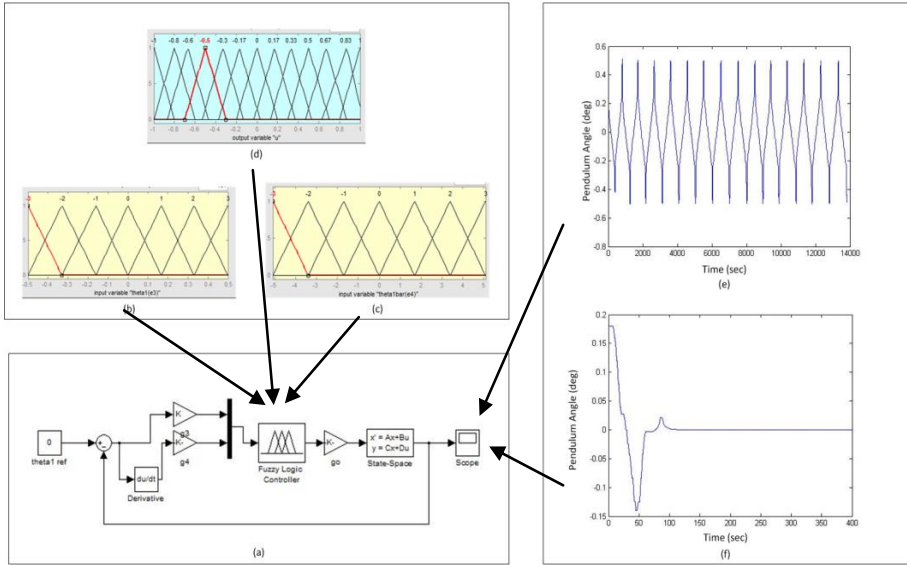 -1 -0.8 -0.6 -0.5 -0.3 -0.17 0 0.17 0.33 0.5 0.67 0.83 1
1
.5
0
-1 -0.8 -0.6 -0.4 -0.2 0 0.2 0.4 0.6 0.8 1
output variable "u"
(d)
-3 -2 -1 0 1 2 3
1
.5
0
-0.5 -0.4 -0.3 -0.2 -0.1 0 0.1 0.2 0.3 0.4 0.5
input variable "theta1(e3)"
(b)
-3 -2 -1 0 1 2 3
1
.5
0
-5 -4 -3 -2 -1 0 1 2 3 4 5
input variable "theta1bar(e4)"
(c)
0
theta1 ref
K
g3
K-
g4
du/dt
Derivative
Fuzzy Logic
Controller
K-
go
x' = Ax+Bu
y = Cx+Du
State-Space
Scope
(a)
Pendulum Angle (deg)
0.6
0.4
0.2
0
-0.2
-0.4
-0.6
-0.8
0 2000 4000 6000 8000 10000 12000 14000
Time (sec)
(e)
Pendulum Angle (deg)
0.2
0.15
0.1
0.05
0
-0.05
-0.1
-0.15
0 50 100 150 200 250 300 350 400
Time (sec)
(f)